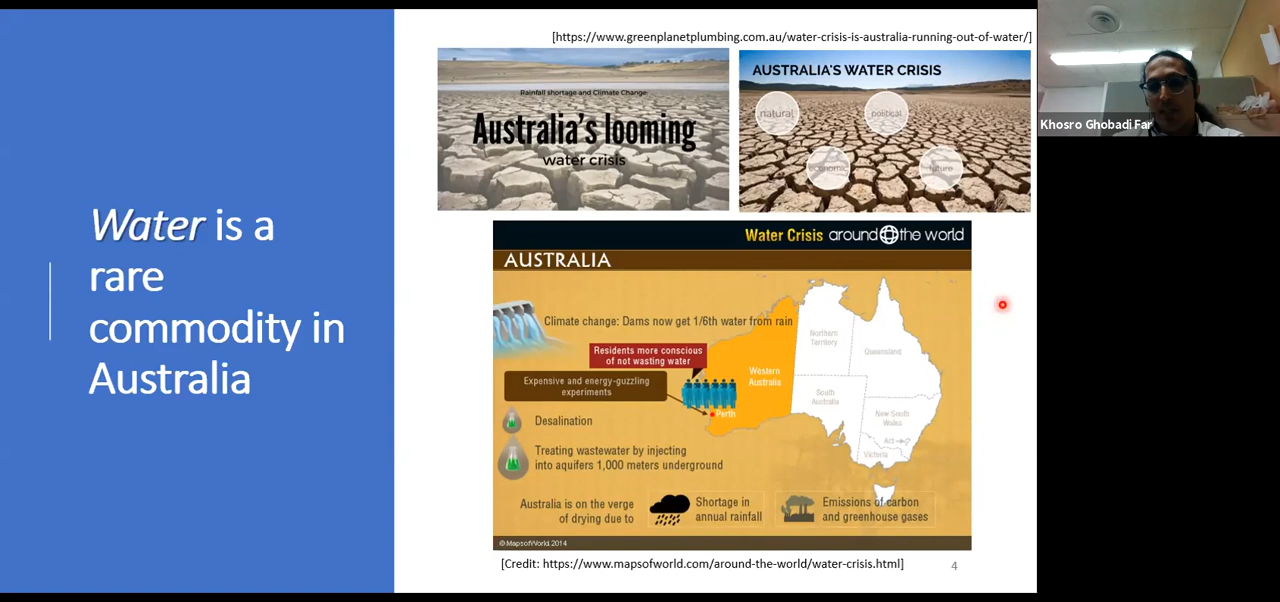 Water is a
rare
commodity in
Australia
[https://www.greenplanetplumbing.com.au/water-crisis-is-australia-running-out-of-water/]
Rainfall shortage and Climate Change:
Australia's looming
water crisis
AUSTRALIA'S WATER CRISIS
natural
political
economic
future
Water Crisis around the world
AUSTRALIA
Climate change: Dams now get 1/6th water from rain
Residents more conscious
of not wasting water
Expensive and energy-guzzling
experiments
Desalination
Treating wastewater by injecting
into aquifers 1,000 meters underground
Northern
Territory
Queensland
Western
Australia
South
Australia
Perth
New South
Wales
Act
Victoria
Australia is on the verge
of drying due to
Shortage in
annual rainfall
Emissions of carbon
and greenhouse gases
© MapsofWorld 2014
[Credit: https://www.mapsofworld.com/around-the-world/water-crisis.html]
4
Khosro Ghobadi Far